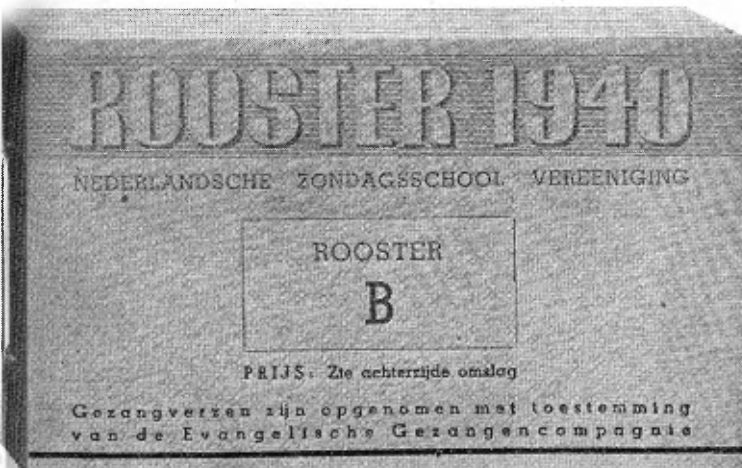 ROOSTER 1940
NEDERLANDSCHE ZONDAGSSCHOOL VEREENIGING
ROOSTER
B
PRIJS: Zie achterzijde omslag
Gezangverzen zijn opgenomen met toestemming
van de Evangelische Gezangencompagnie